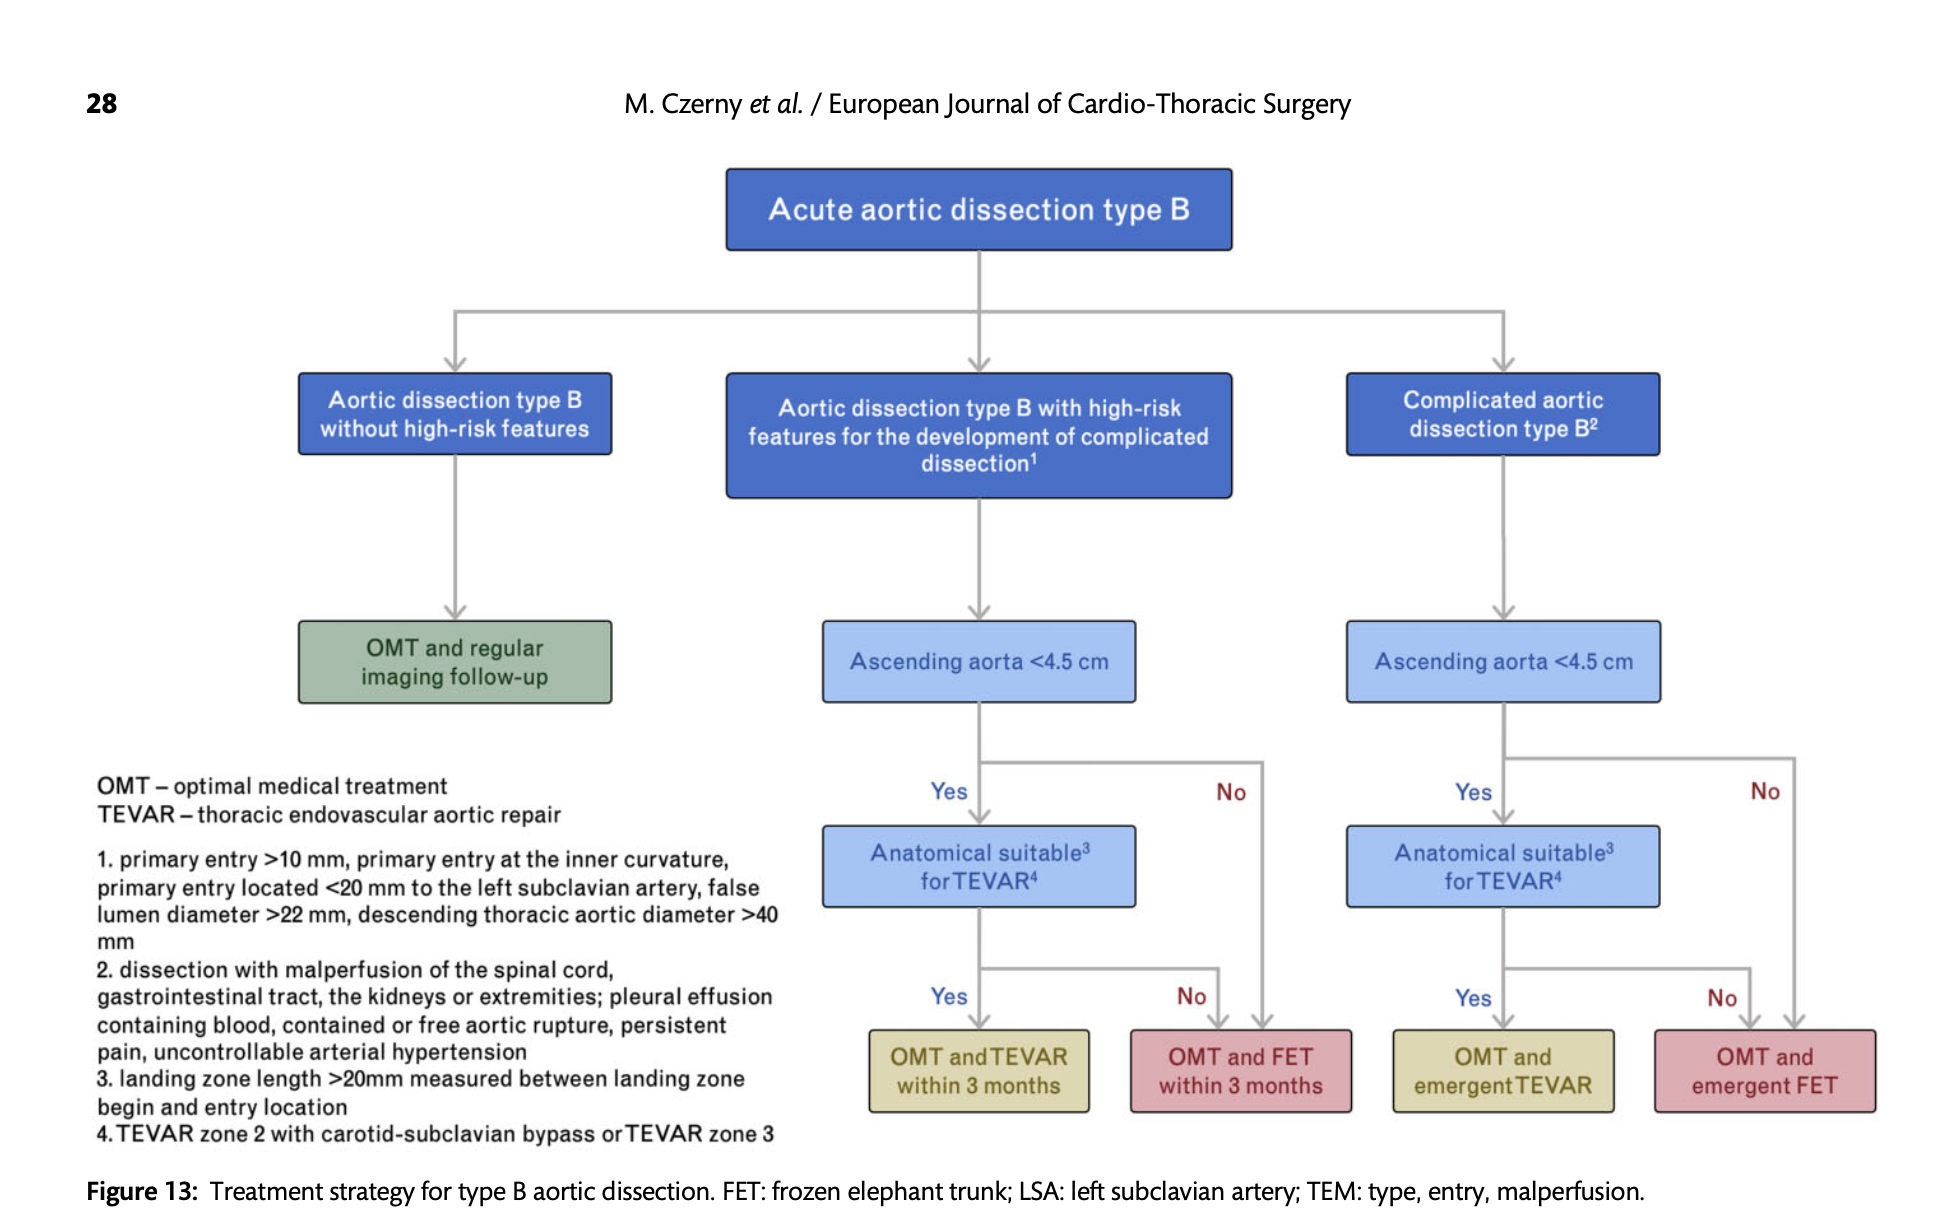 28
M. Czerny et al. / European Journal of Cardio-Thoracic Surgery
Acute aortic dissection type B
Aortic dissection type B
without high-risk features
Aortic dissection type B with high-risk
features for the development of complicated
dissection¹
Complicated aortic
dissection type B²
OMT and regular
imaging follow-up
Ascending aorta <4.5 cm
Ascending aorta <4.5 cm
Yes
No
Yes
No
Anatomical suitable³
for TEVAR⁴
Anatomical suitable³
for TEVAR⁴
Yes
No
Yes
No
OMT and TEVAR
within 3 months
OMT and FET
within 3 months
OMT and
emergent TEVAR
OMT and
emergent FET
OMT – optimal medical treatment
TEVAR – thoracic endovascular aortic repair
1. primary entry >10 mm, primary entry at the inner curvature,
primary entry located <20 mm to the left subclavian artery, false
lumen diameter >22 mm, descending thoracic aortic diameter >40
mm
2. dissection with malperfusion of the spinal cord,
gastrointestinal tract, the kidneys or extremities; pleural effusion
containing blood, contained or free aortic rupture, persistent
pain, uncontrollable arterial hypertension
3. landing zone length >20mm measured between landing zone
begin and entry location
4. TEVAR zone 2 with carotid-subclavian bypass or TEVAR zone 3
Figure 13: Treatment strategy for type B aortic dissection. FET: frozen elephant trunk; LSA: left subclavian artery; TEM: type, entry, malperfusion.